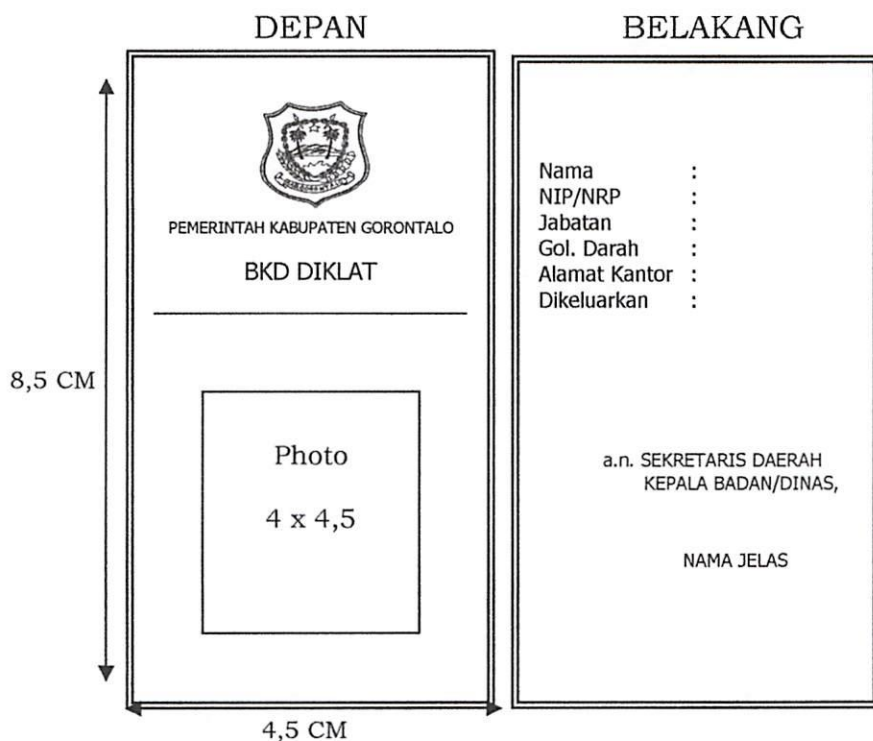 DEPAN
PEMERINTAH KABUPATEN GORONTALO
BKD DIKLAT
Photo
4 x 4,5
8,5 CM
4,5 CM
BELAKANG
Nama :
NIP/NRP :
Jabatan :
Gol. Darah :
Alamat Kantor :
Dikeluarkan :
a.n. SEKRETARIS DAERAH
KEPALA BADAN/DINAS,
NAMA JELAS